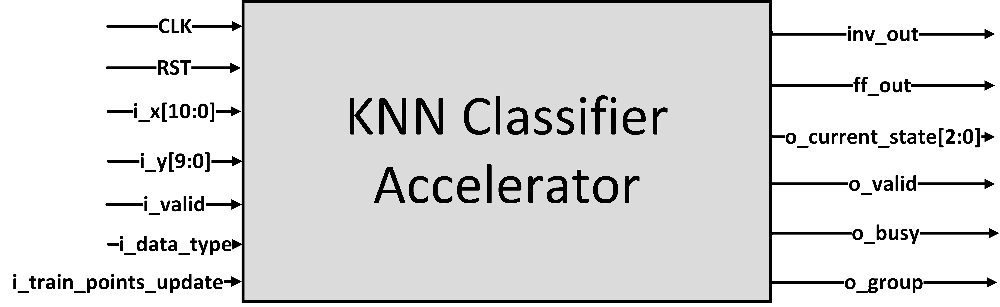 CLK
RST
i_x[10:0]
i_y[9:0]
i_valid
i_data_type
i_train_points_update
KNN Classifier
Accelerator
inv_out
ff_out
o_current_state[2:0]
o_valid
o_busy
o_group